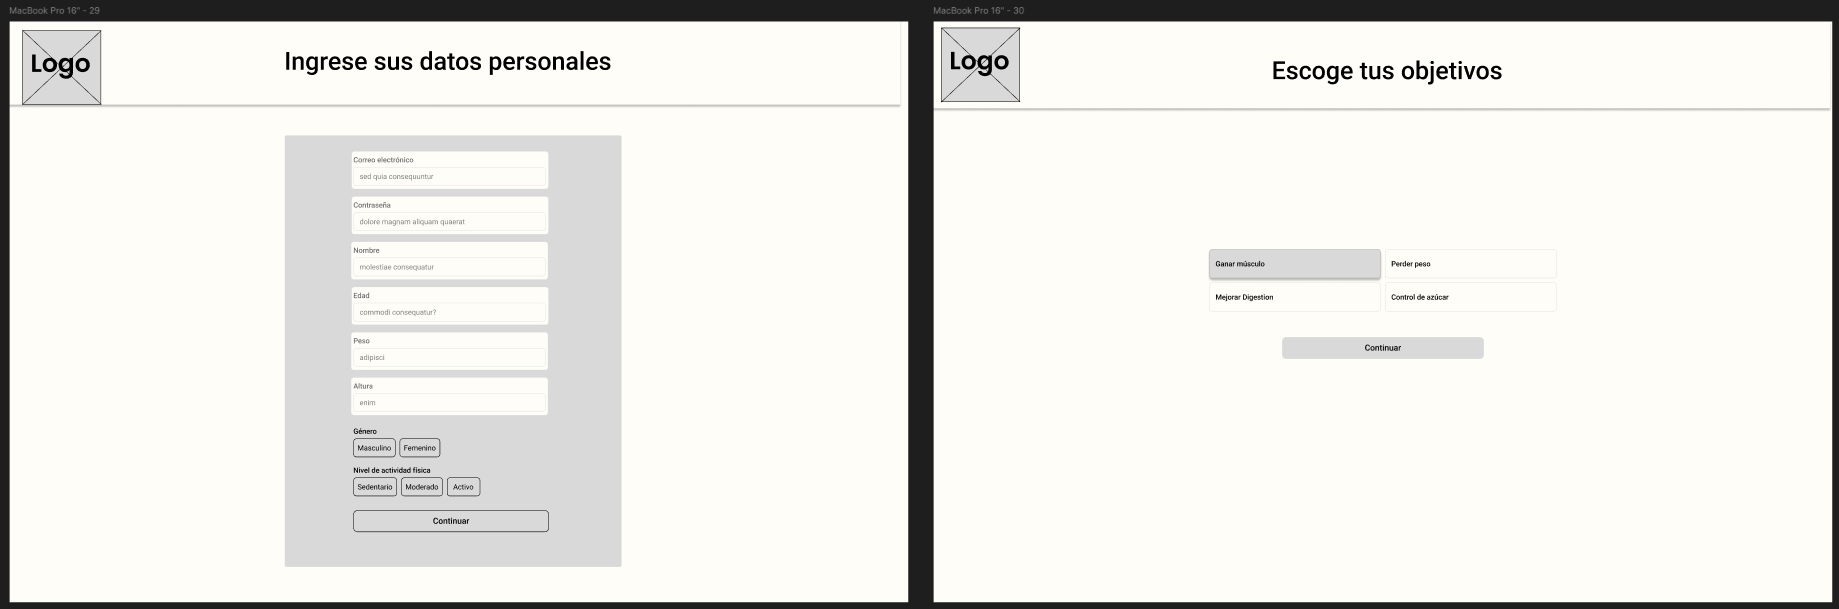 MacBook Pro 16" - 29
Logo
Ingrese sus datos personales
Correo electrónico
sed quia consequuntur
Contraseña
dolore magnam aliquam quaerat
Nombre
molestiae consequatur
Edad
commodi consequatur?
Peso
adipisci
Altura
enim
Género
Masculino Femenino
Nivel de actividad física
Sedentario Moderado Activo
Continuar
MacBook Pro 16" - 30
Logo
Escoge tus objetivos
Ganar músculo Perder peso
Mejorar Digestion Control de azúcar
Continuar